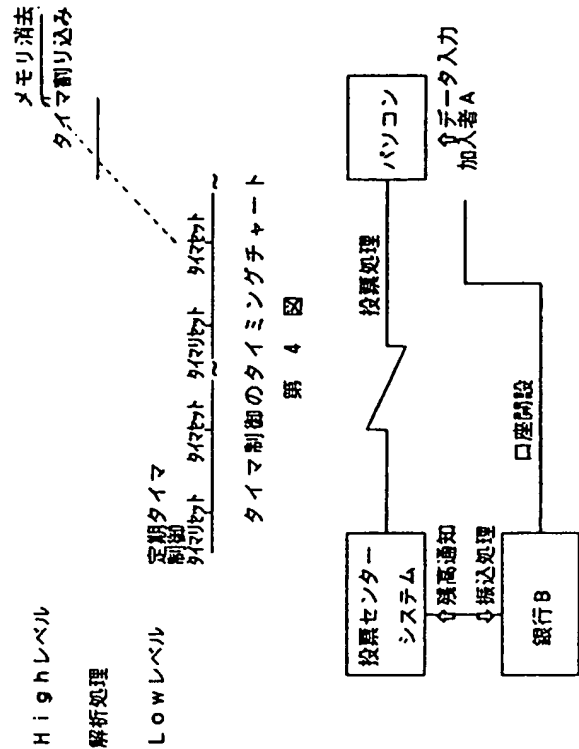 Highレベル
メモリ消去
タイマ割り込み
解析処理
Lowレベル
定期タイマ
制御
タイマリセット タイマセット タイマリセット タイマセット
～ ～
タイマ制御のタイミングチャート
第 4 図
投票センター
システム
投票処理
パソコン
残高通知
振込処理
データ入力
加入者A
銀行B
口座開設